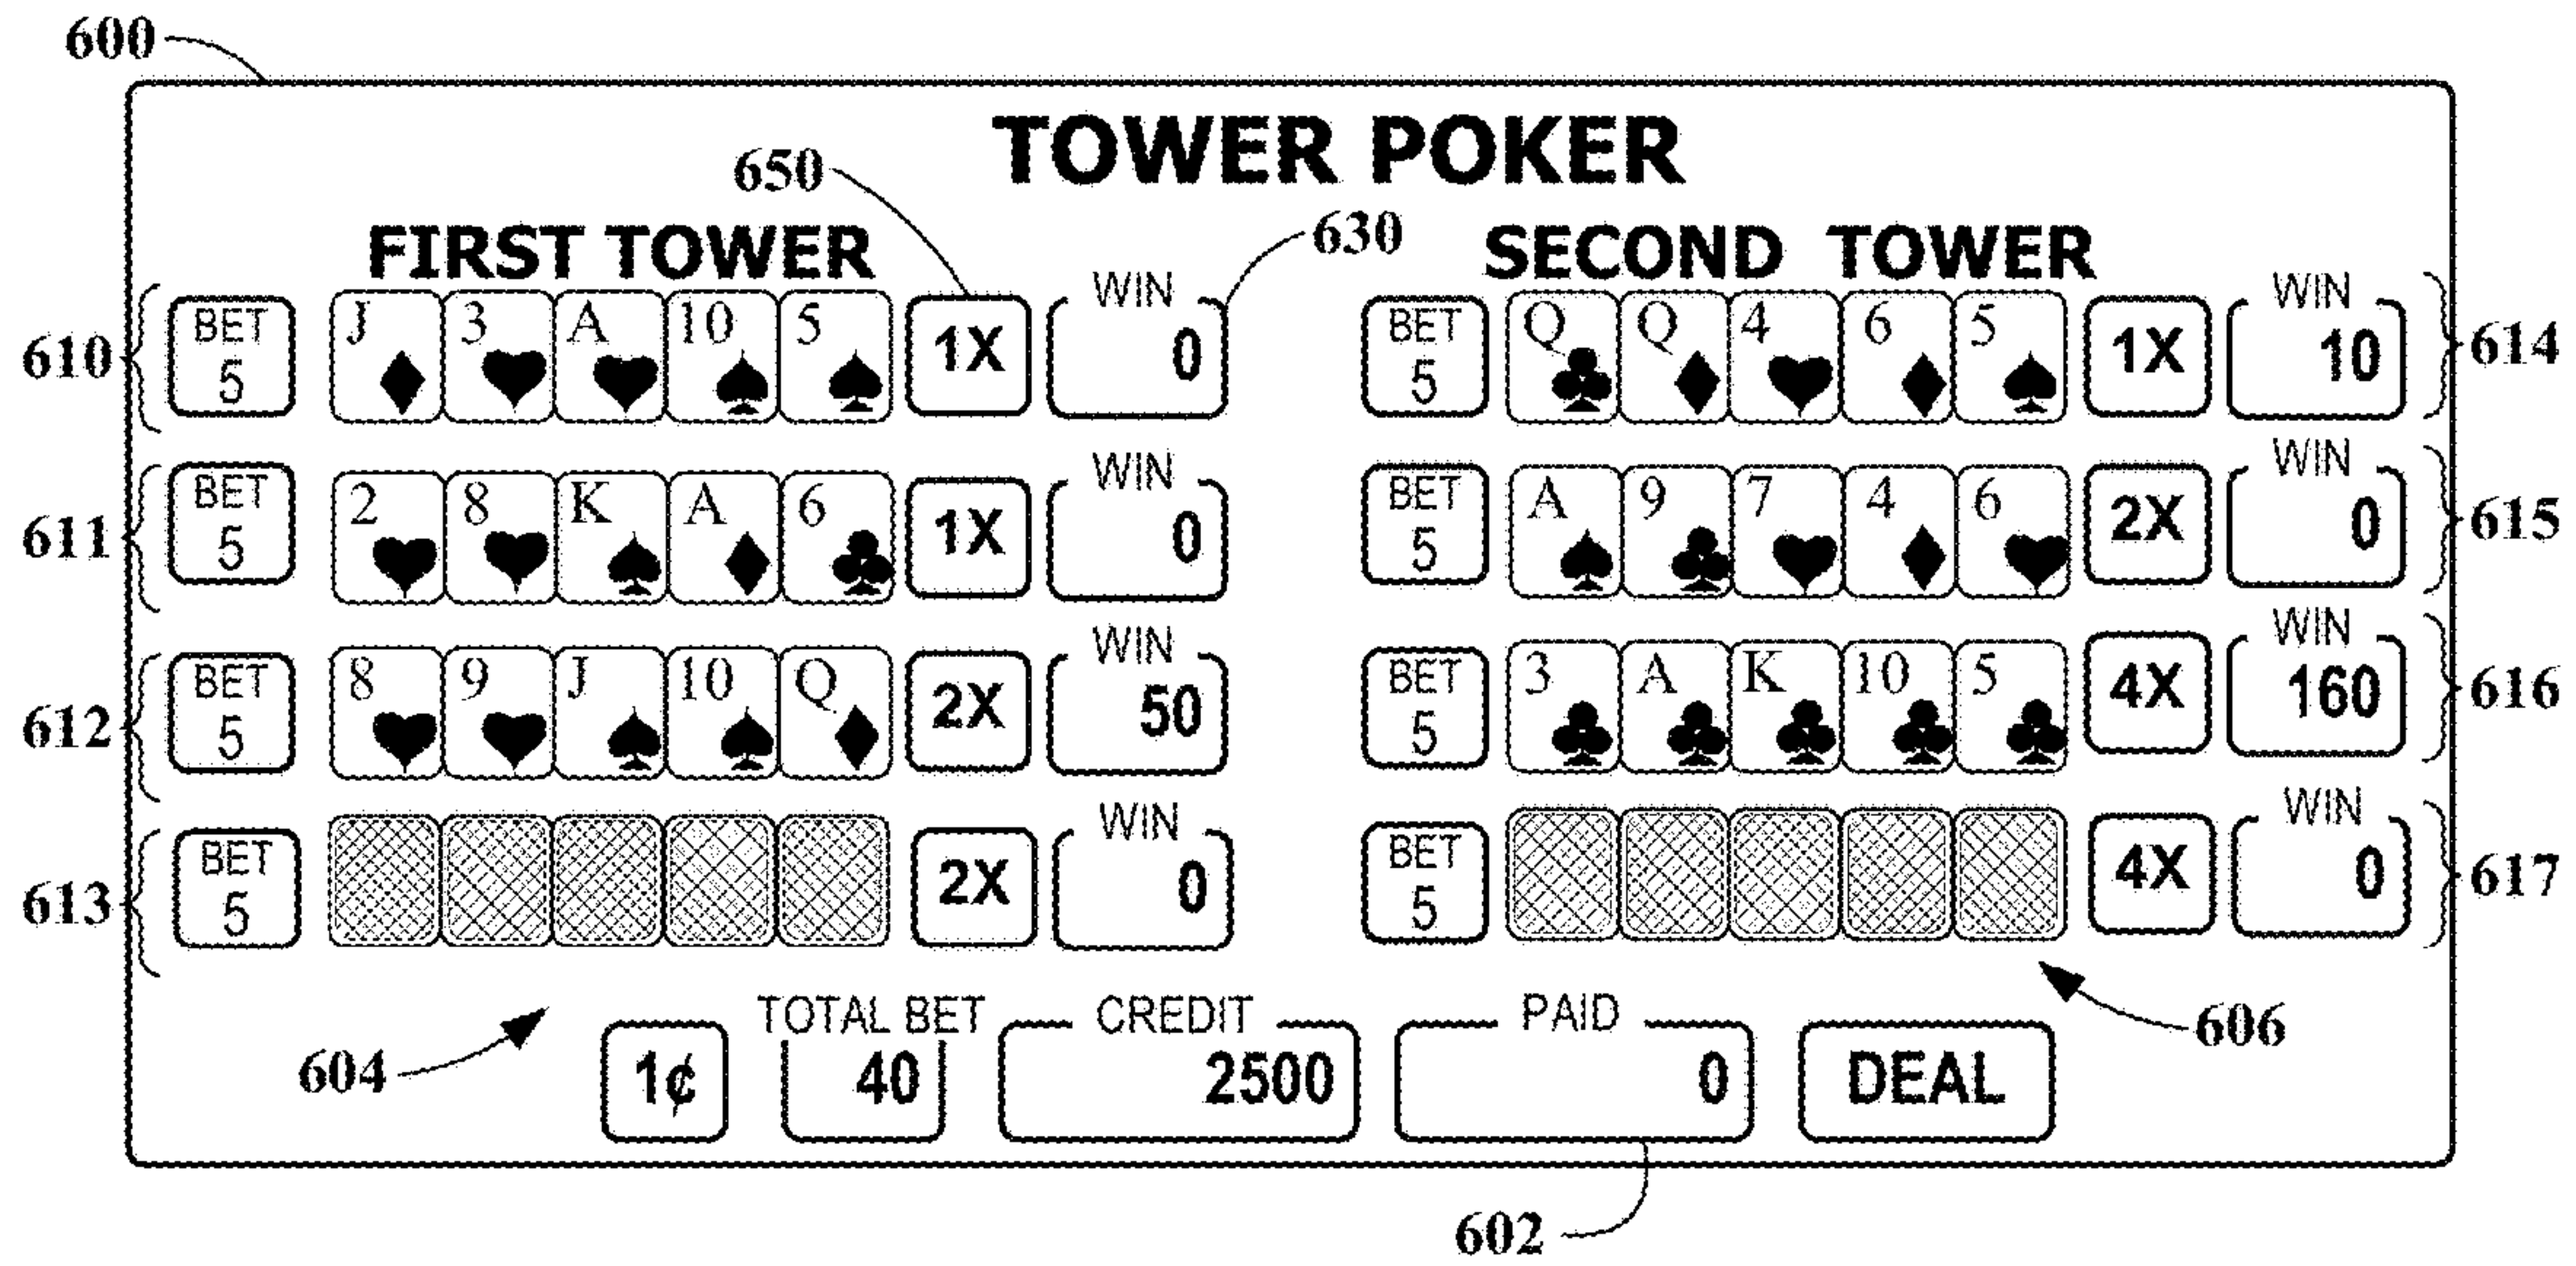 600
TOWER POKER
650
630
FIRST TOWER
SECOND TOWER
610
BET
5
J 3 A 10 5
1X
WIN
0
BET
5
Q Q 4 6 5
1X
WIN
10
614
611
BET
5
2 8 K A 6
1X
WIN
0
BET
5
A 9 7 4 6
2X
WIN
0
615
612
BET
5
8 9 J 10 Q
2X
WIN
50
BET
5
3 A K 10 5
4X
WIN
160
616
613
BET
5
2X
WIN
0
BET
5
4X
WIN
0
617
604
1¢
TOTAL BET
40
CREDIT
2500
PAID
0
DEAL
606
602